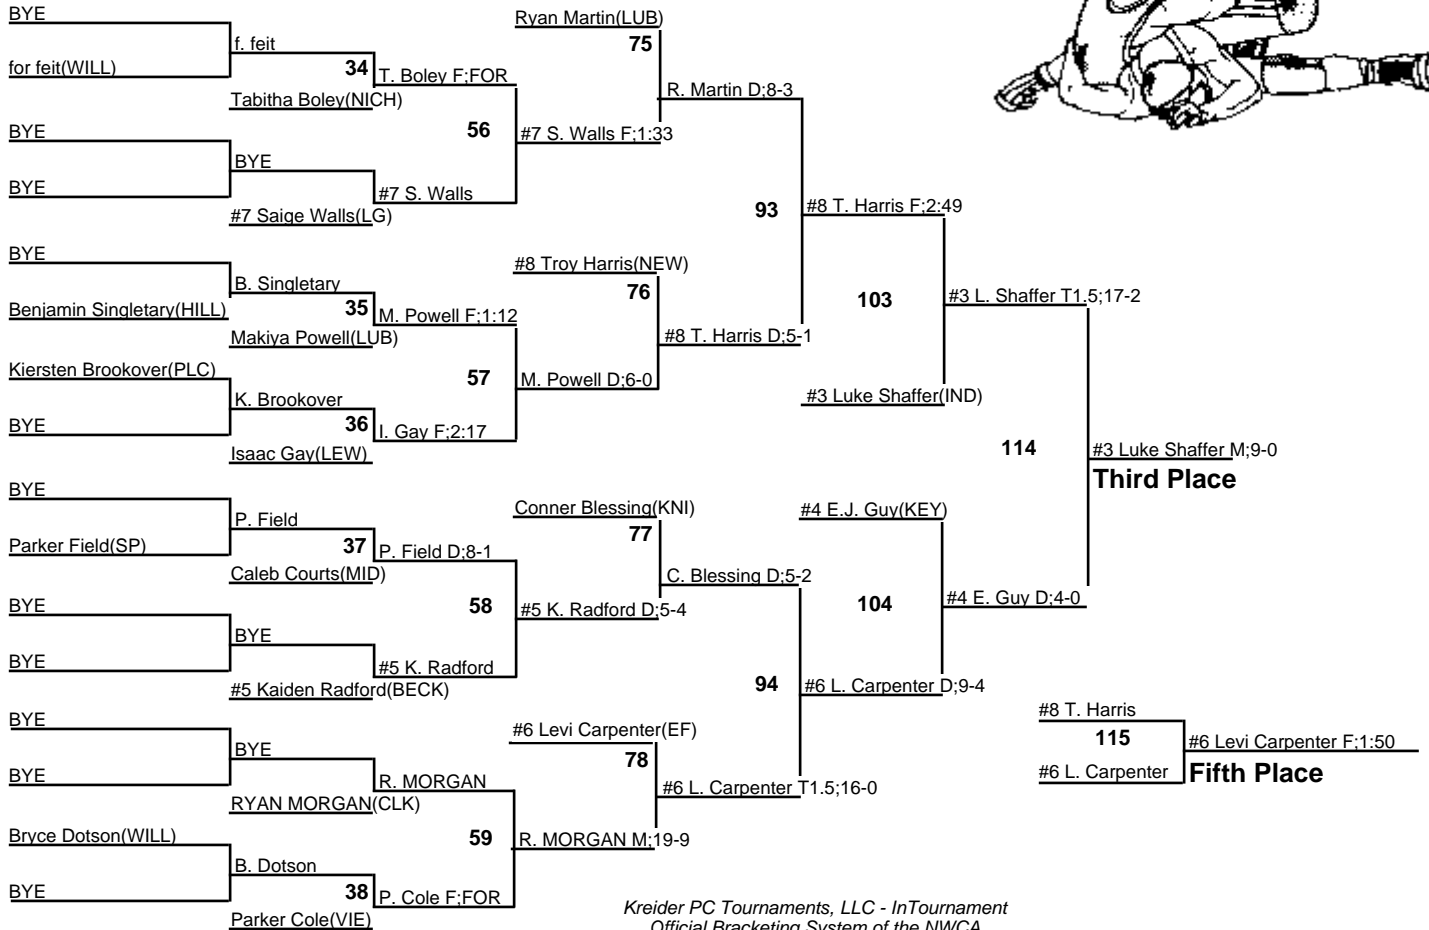 BYE
for feit(WILL)
f. feit
34
Tabitha Boley(NICH)
T. Boley F;FOR
BYE
BYE
BYE
#7 Saige Walls(LG)
#7 S. Walls
56
#7 S. Walls F;1:33
Ryan Martin(LUB)
75
R. Martin D;8-3
BYE
Benjamin Singletary(HILL)
B. Singletary
35
Makiya Powell(LUB)
M. Powell F;1:12
Kiersten Brookover(PLC)
BYE
K. Brookover
36
Isaac Gay(LEW)
I. Gay F;2:17
57
M. Powell D;6-0
#8 Troy Harris(NEW)
76
#8 T. Harris D;5-1
93
#8 T. Harris F;2:49
103
#3 Luke Shaffer(IND)
#3 L. Shaffer T1.5;17-2
BYE
Parker Field(SP)
P. Field
37
Caleb Courts(MID)
P. Field D;8-1
BYE
BYE
BYE
#5 Kaiden Radford(BECK)
#5 K. Radford
58
#5 K. Radford D;5-4
Conner Blessing(KNI)
77
C. Blessing D;5-2
BYE
BYE
BYE
RYAN MORGAN(CLK)
R. MORGAN
Bryce Dotson(WILL)
BYE
B. Dotson
38
Parker Cole(VIE)
P. Cole F;FOR
59
R. MORGAN M;19-9
#6 Levi Carpenter(EF)
78
#6 L. Carpenter T1.5;16-0
94
#6 L. Carpenter D;9-4
#4 E.J. Guy(KEY)
104
#4 E. Guy D;4-0
114
#3 Luke Shaffer M;9-0
Third Place
#8 T. Harris
115
#6 L. Carpenter
#6 Levi Carpenter F;1:50
Fifth Place
Kreider PC Tournaments, LLC - InTournament
Official Bracketing System of the NWCA